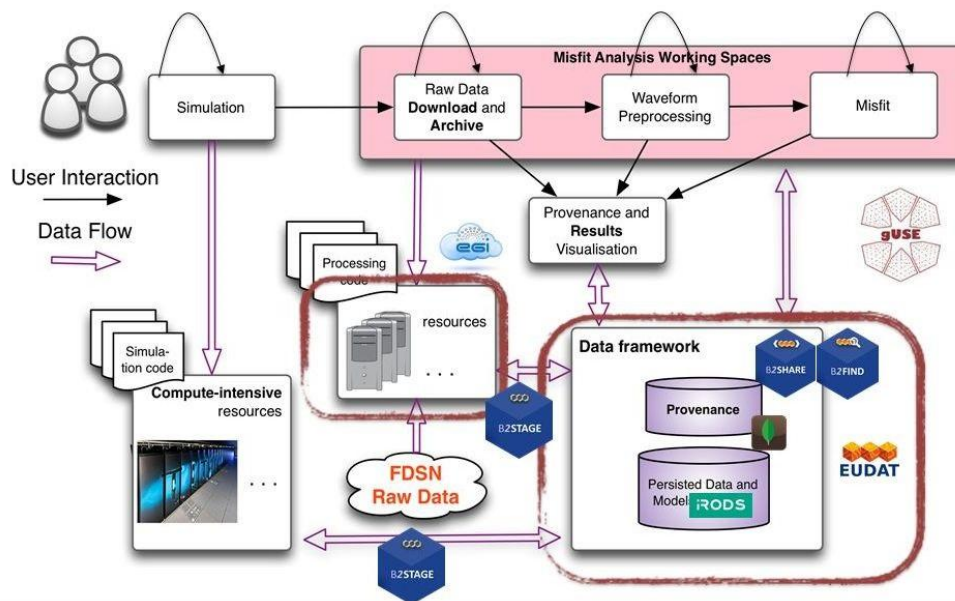 Misfit Analysis Working Spaces
Simulation
Raw Data
Download and
Archive
Waveform
Preprocessing
Misfit
User Interaction
Data Flow
Provenance and
Results
Visualisation
gUSE
Processing
code
eGI
resources
. . .
Simula-
tion code
Compute-intensive
resources
. . .
Data framework
B2SHARE
B2FIND
Provenance
B2STAGE
FDSN
Raw Data
Persisted Data and
Models
iRODS
EUDAT
B2STAGE